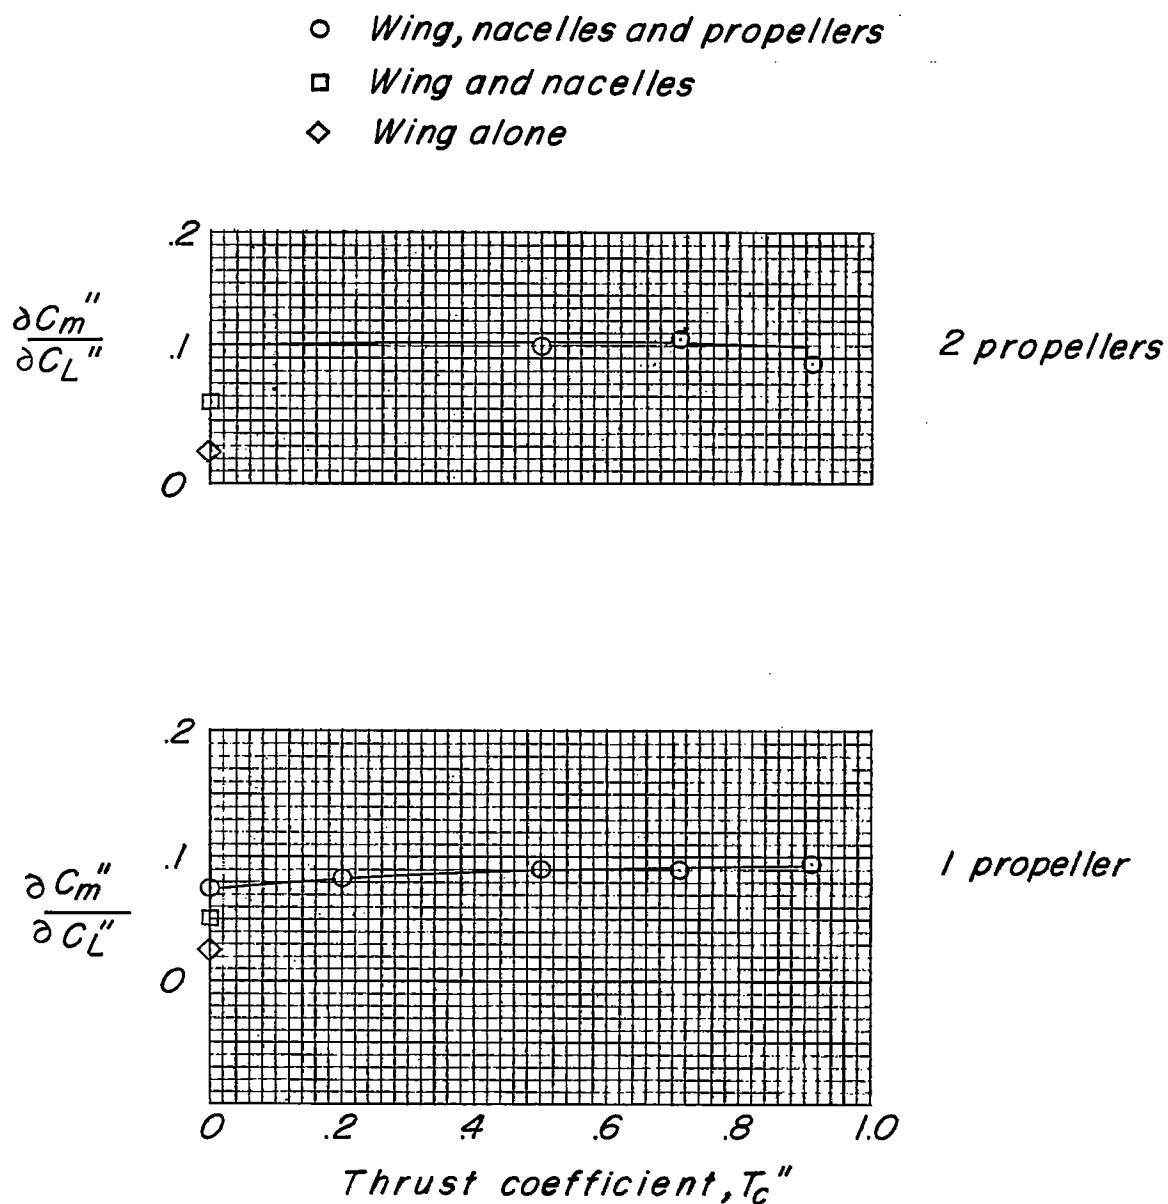 ○ Wing, nacelles and propellers
□ Wing and nacelles
◇ Wing alone
.2
∂Cm"
∂CL"
.1
0
2 propellers
.2
.1
∂Cm"
∂CL"
0
1 propeller
0 .2 .4 .6 .8 1.0
Thrust coefficient, Tc"